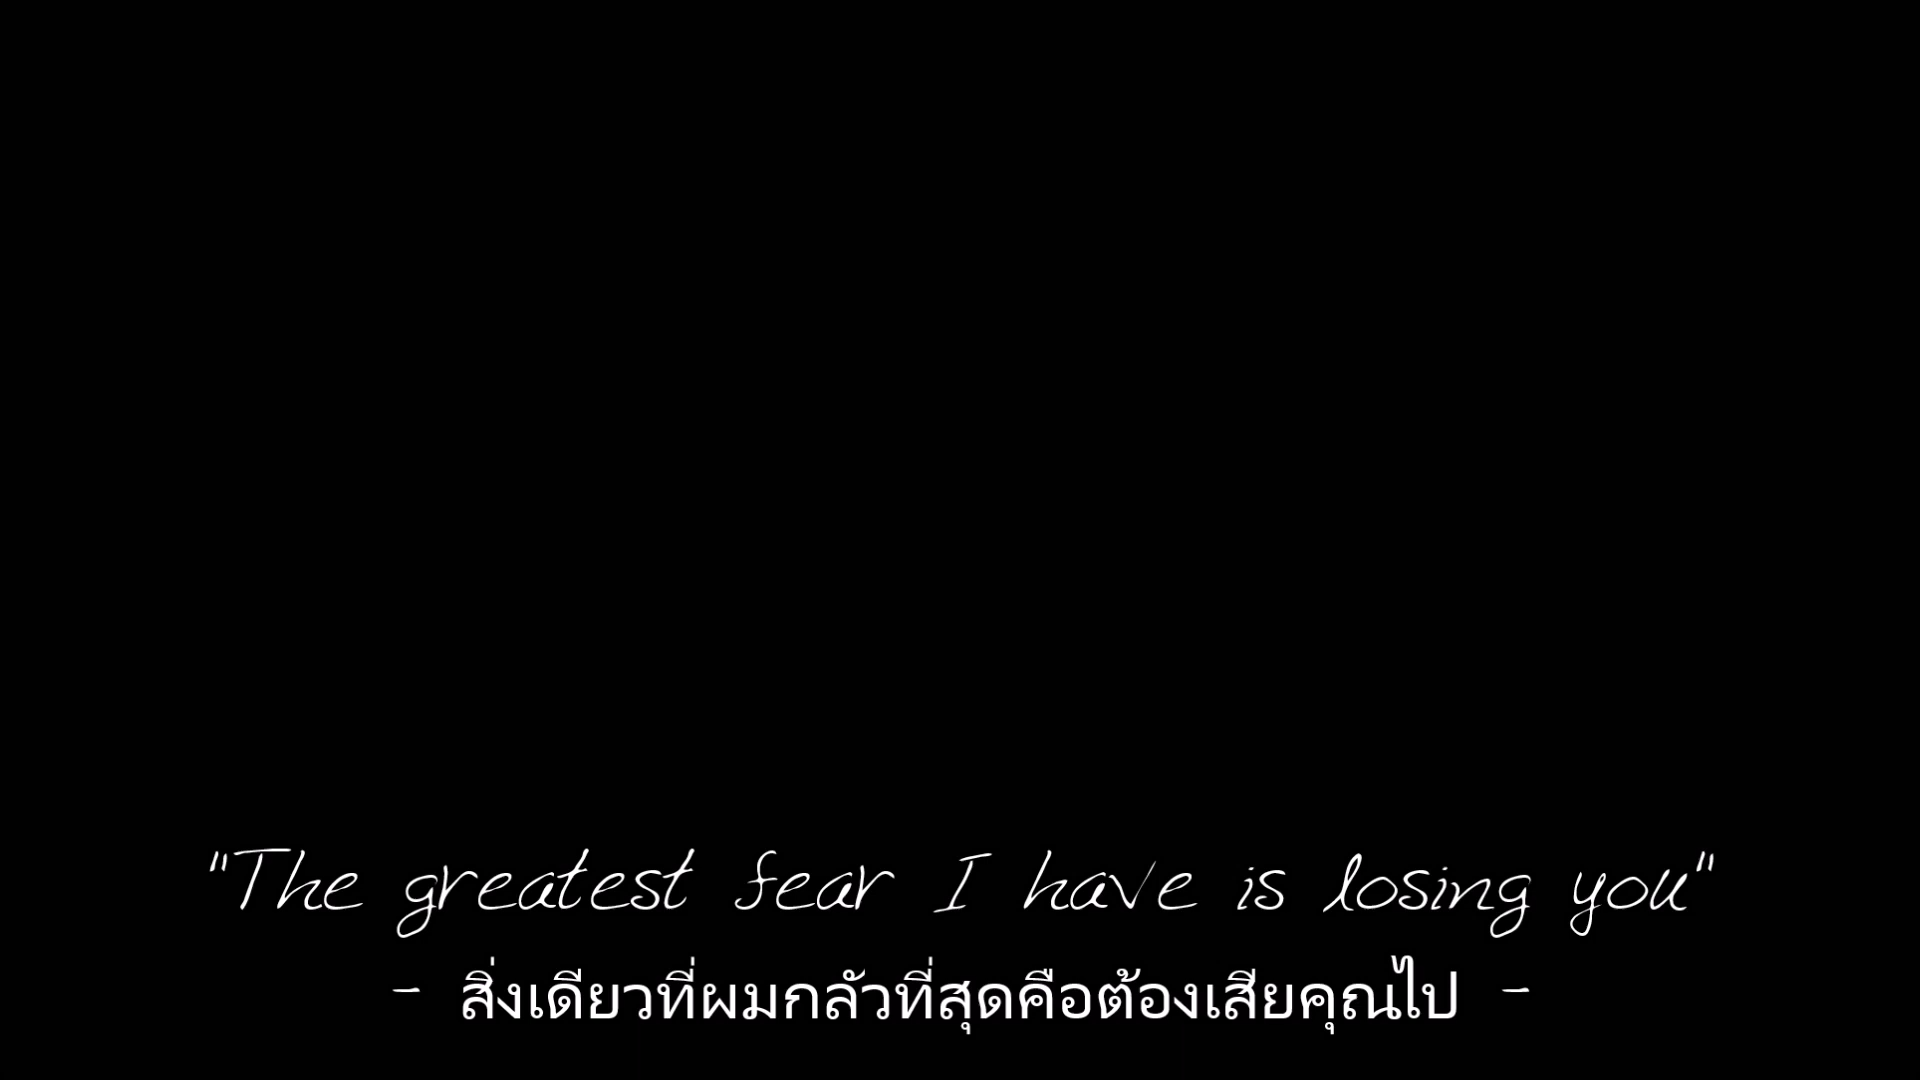 "The greatest fear I have is losing you"
- สิ่งเดียวที่ผมกลัวที่สุดคือต้องเสียคุณไป -